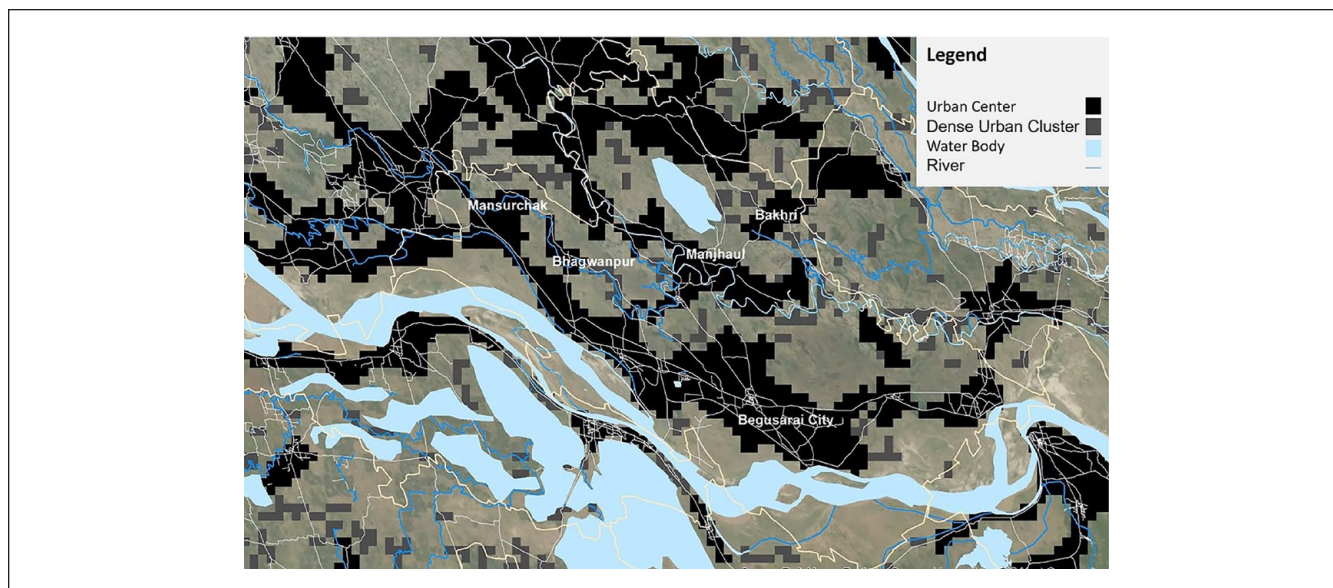 Legend
Urban Center
Dense Urban Cluster
Water Body
River
Mansurchak
Bakhri
Bhagwanpur
Manjhaul
Begusarai City